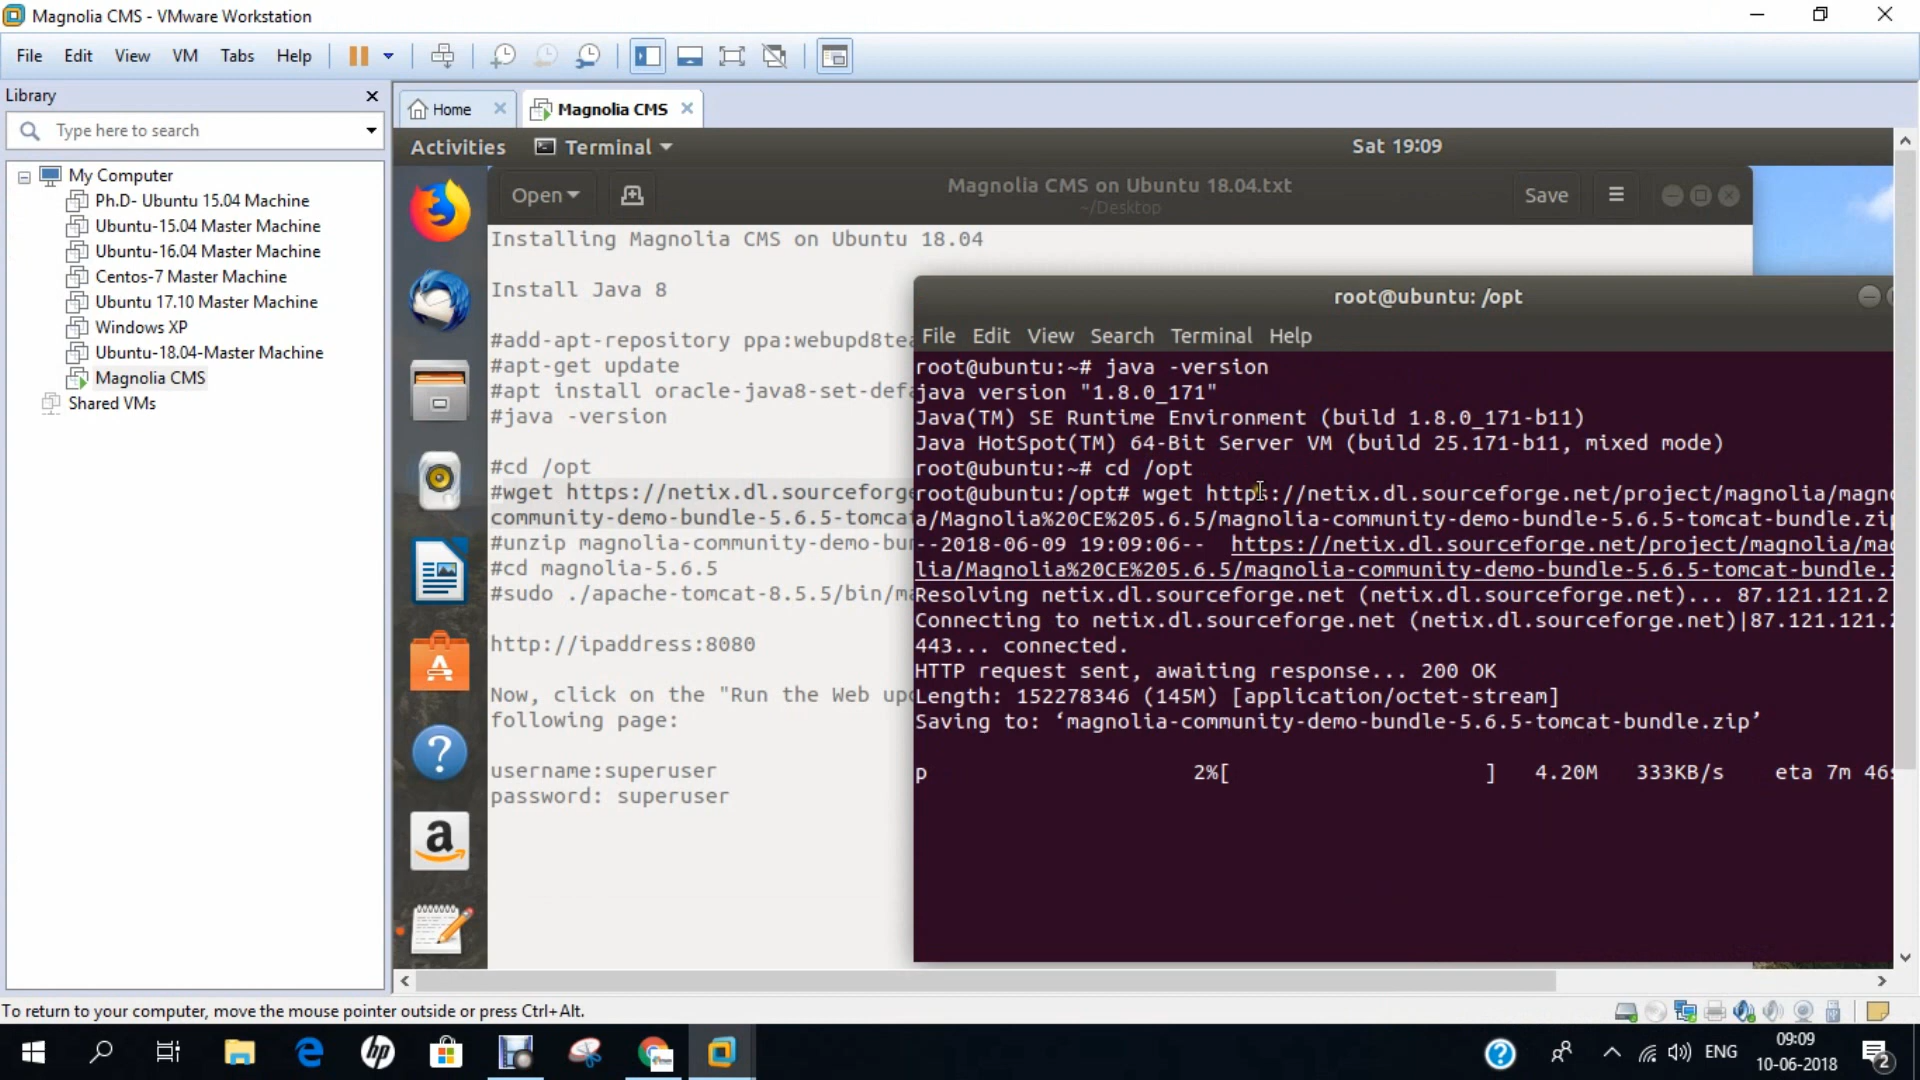 Magnolia CMS - VMware Workstation
File Edit View VM Tabs Help
Library
Type here to search
My Computer
Ph.D- Ubuntu 15.04 Machine
Ubuntu-15.04 Master Machine
Ubuntu-16.04 Master Machine
Centos-7 Master Machine
Ubuntu 17.10 Master Machine
Windows XP
Ubuntu-18.04-Master Machine
Magnolia CMS
Shared VMs
Home
Magnolia CMS
Activities
Terminal
Sat 19:09
Open
Magnolia CMS on Ubuntu 18.04.txt
~/Desktop
Save
Installing Magnolia CMS on Ubuntu 18.04
Install Java 8
#add-apt-repository ppa:webupd8tea
#apt-get update
#apt install oracle-java8-set-defa
#java -version
#cd /opt
#wget https://netix.dl.sourceforge
community-demo-bundle-5.6.5-tomcat
#unzip magnolia-community-demo-bu
#cd magnolia-5.6.5
#sudo ./apache-tomcat-8.5.5/bin/ma
http://ipaddress:8080
Now, click on the "Run the Web up
following page:
username:superuser
password: superuser
root@ubuntu: /opt
File Edit View Search Terminal Help
root@ubuntu:~# java -version
java version "1.8.0_171"
Java(TM) SE Runtime Environment (build 1.8.0_171-b11)
Java HotSpot(TM) 64-Bit Server VM (build 25.171-b11, mixed mode)
root@ubuntu:~# cd /opt
root@ubuntu:/opt# wget https://netix.dl.sourceforge.net/project/magnolia/magno
a/Magnolia%20CE%205.6.5/magnolia-community-demo-bundle-5.6.5-tomcat-bundle.zip
--2018-06-09 19:09:06-- https://netix.dl.sourceforge.net/project/magnolia/mag
lia/Magnolia%20CE%205.6.5/magnolia-community-demo-bundle-5.6.5-tomcat-bundle.z
Resolving netix.dl.sourceforge.net (netix.dl.sourceforge.net)... 87.121.121.2
Connecting to netix.dl.sourceforge.net (netix.dl.sourceforge.net)|87.121.121.2
443... connected.
HTTP request sent, awaiting response... 200 OK
Length: 152278346 (145M) [application/octet-stream]
Saving to: ‘magnolia-community-demo-bundle-5.6.5-tomcat-bundle.zip’
p 2%[ ] 4.20M 333KB/s eta 7m 46s
To return to your computer, move the mouse pointer outside or press Ctrl+Alt.
ENG
09:09
10-06-2018
2